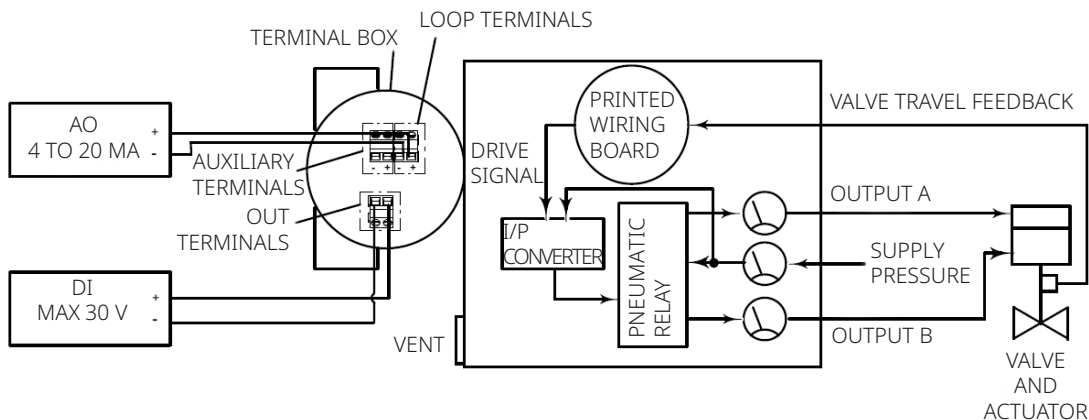 LOOP TERMINALS
TERMINAL BOX
AO
4 TO 20 MA
+
-
AUXILIARY
TERMINALS
- + - +
OUT
TERMINALS
DI
MAX 30 V
+
-
PRINTED
WIRING
BOARD
VALVE TRAVEL FEEDBACK
DRIVE
SIGNAL
I/P
CONVERTER
PNEUMATIC
RELAY
OUTPUT A
SUPPLY
PRESSURE
OUTPUT B
VENT
VALVE
AND
ACTUATOR